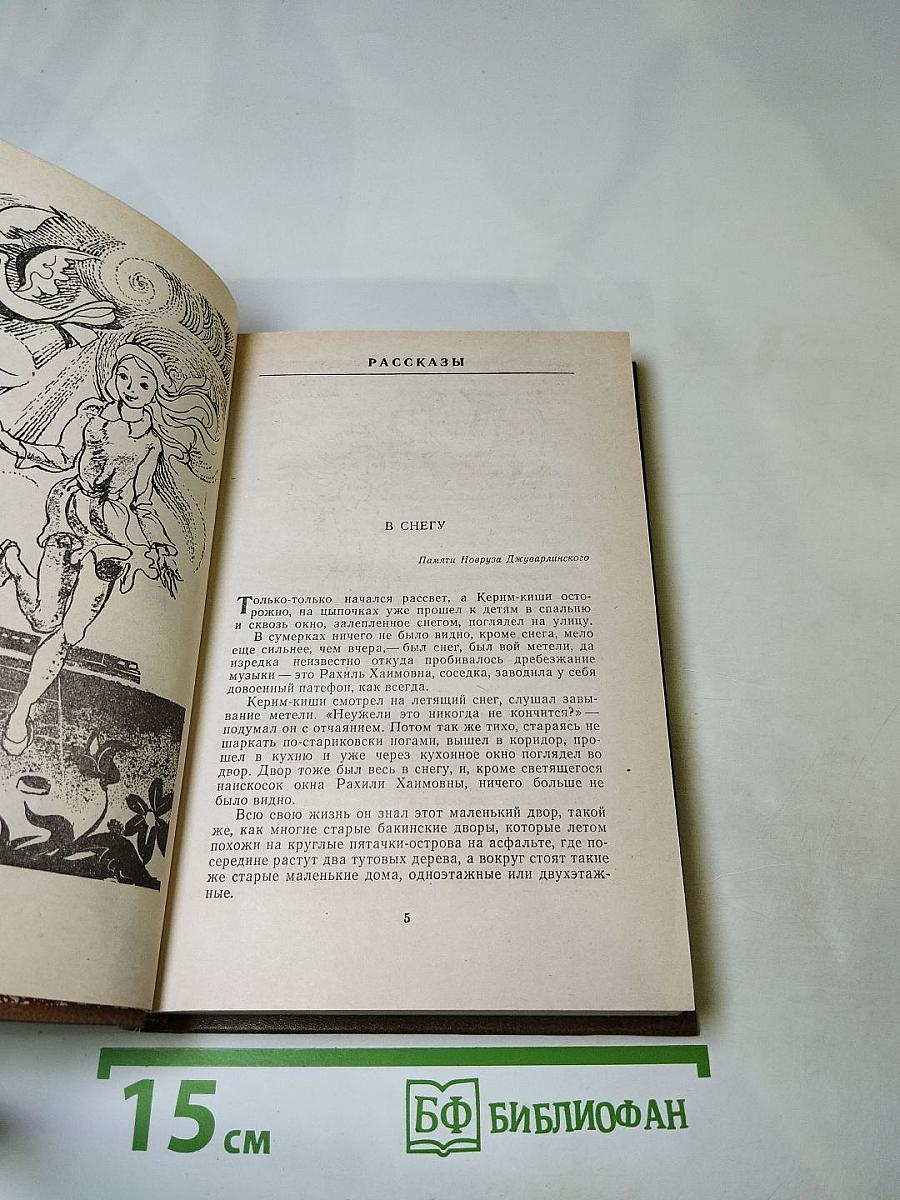 РАССКАЗЫ
В СНЕГУ
Памяти Новруза Джуварлинского
Только-только начался рассвет, а Керим-киши осто-
рожно, на цыпочках уже прошел к детям в спальню
и сквозь окно, залепленное снегом, поглядел на улицу.
В сумерках ничего не было видно, кроме снега, мело
еще сильнее, чем вчера,— был снег, был вой метели, да
изредка неизвестно откуда пробивалось дребезжание
музыки — это Рахиль Хаимовна, соседка, заводила у себя
довоенный патефон, как всегда.
Керим-киши смотрел на летящий снег, слушал завы-
вание метели. «Неужели это никогда не кончится?» —
подумал он с отчаянием. Потом так же тихо, стараясь не
шаркать по-стариковски ногами, вышел в коридор, про-
шел в кухню и уже через кухонное окно поглядел во
двор. Двор тоже был весь в снегу, и, кроме светящегося
наискосок окна Рахили Хаимовны, ничего больше не
было видно.
Всю свою жизнь он знал этот маленький двор, такой
же, как многие старые бакинские дворы, которые летом
похожи на круглые пятачки-острова на асфальте, где по-
середине растут два тутовых дерева, а вокруг стоят такие
же старые маленькие дома, одноэтажные или двухэтаж-
ные.
5
15 см
БФ БИБЛИОФАН